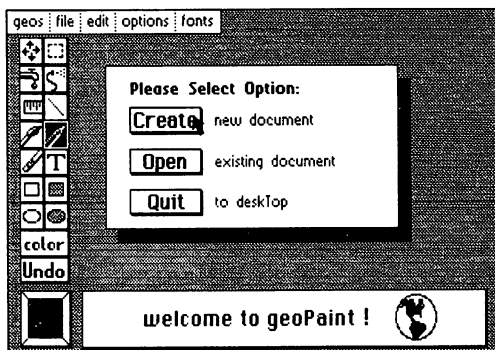 geos file edit options fonts
Please Select Option:
Create new document
Open existing document
Quit to deskTop
T
color
Undo
welcome to geoPaint !